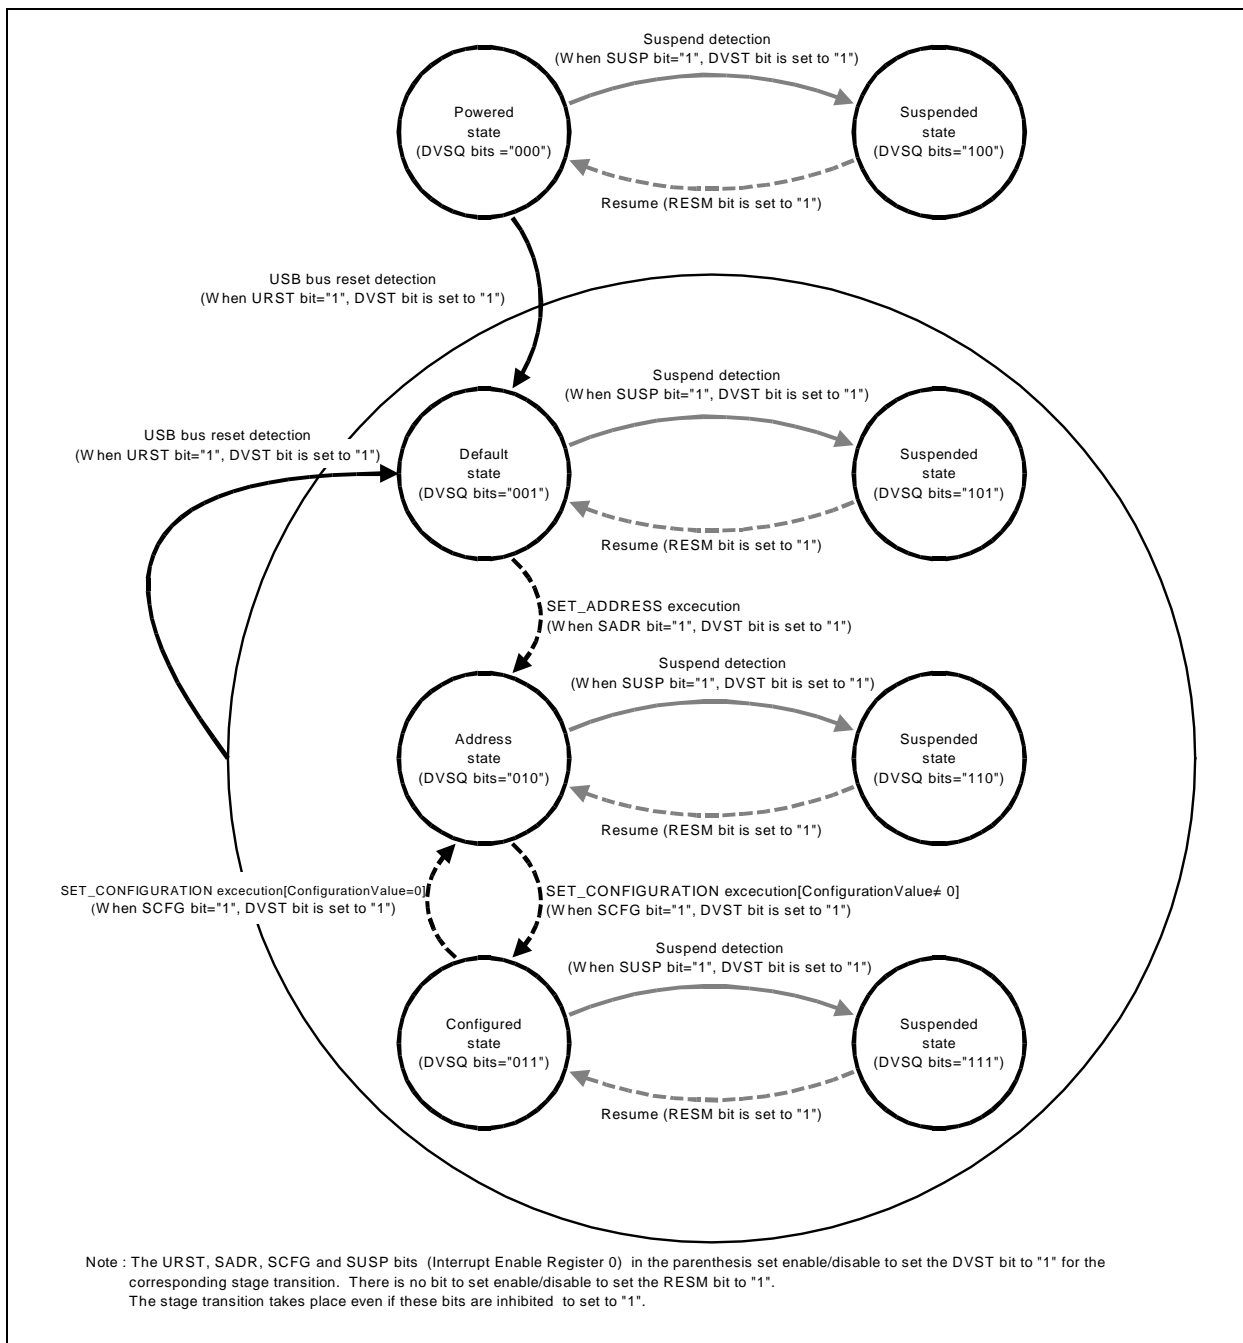 Suspend detection
(When SUSP bit="1", DVST bit is set to "1")
Powered
state
(DVSQ bits ="000")
Suspended
state
(DVSQ bits="100")
Resume (RESM bit is set to "1")
USB bus reset detection
(When URST bit="1", DVST bit is set to "1")
Suspend detection
(When SUSP bit="1", DVST bit is set to "1")
USB bus reset detection
(When URST bit="1", DVST bit is set to "1")
Default
state
(DVSQ bits="001")
Suspended
state
(DVSQ bits="101")
Resume (RESM bit is set to "1")
SET_ADDRESS excecution
(When SADR bit="1", DVST bit is set to "1")
Suspend detection
(When SUSP bit="1", DVST bit is set to "1")
Address
state
(DVSQ bits="010")
Suspended
state
(DVSQ bits="110")
Resume (RESM bit is set to "1")
SET_CONFIGURATION excecution[ConfigurationValue=0]
(When SCFG bit="1", DVST bit is set to "1")
SET_CONFIGURATION excecution[ConfigurationValue≠ 0]
(When SCFG bit="1", DVST bit is set to "1")
Suspend detection
(When SUSP bit="1", DVST bit is set to "1")
Configured
state
(DVSQ bits="011")
Suspended
state
(DVSQ bits="111")
Resume (RESM bit is set to "1")
Note : The URST, SADR, SCFG and SUSP bits (Interrupt Enable Register 0) in the parenthesis set enable/disable to set the DVST bit to "1" for the
corresponding stage transition. There is no bit to set enable/disable to set the RESM bit to "1".
The stage transition takes place even if these bits are inhibited to set to "1".